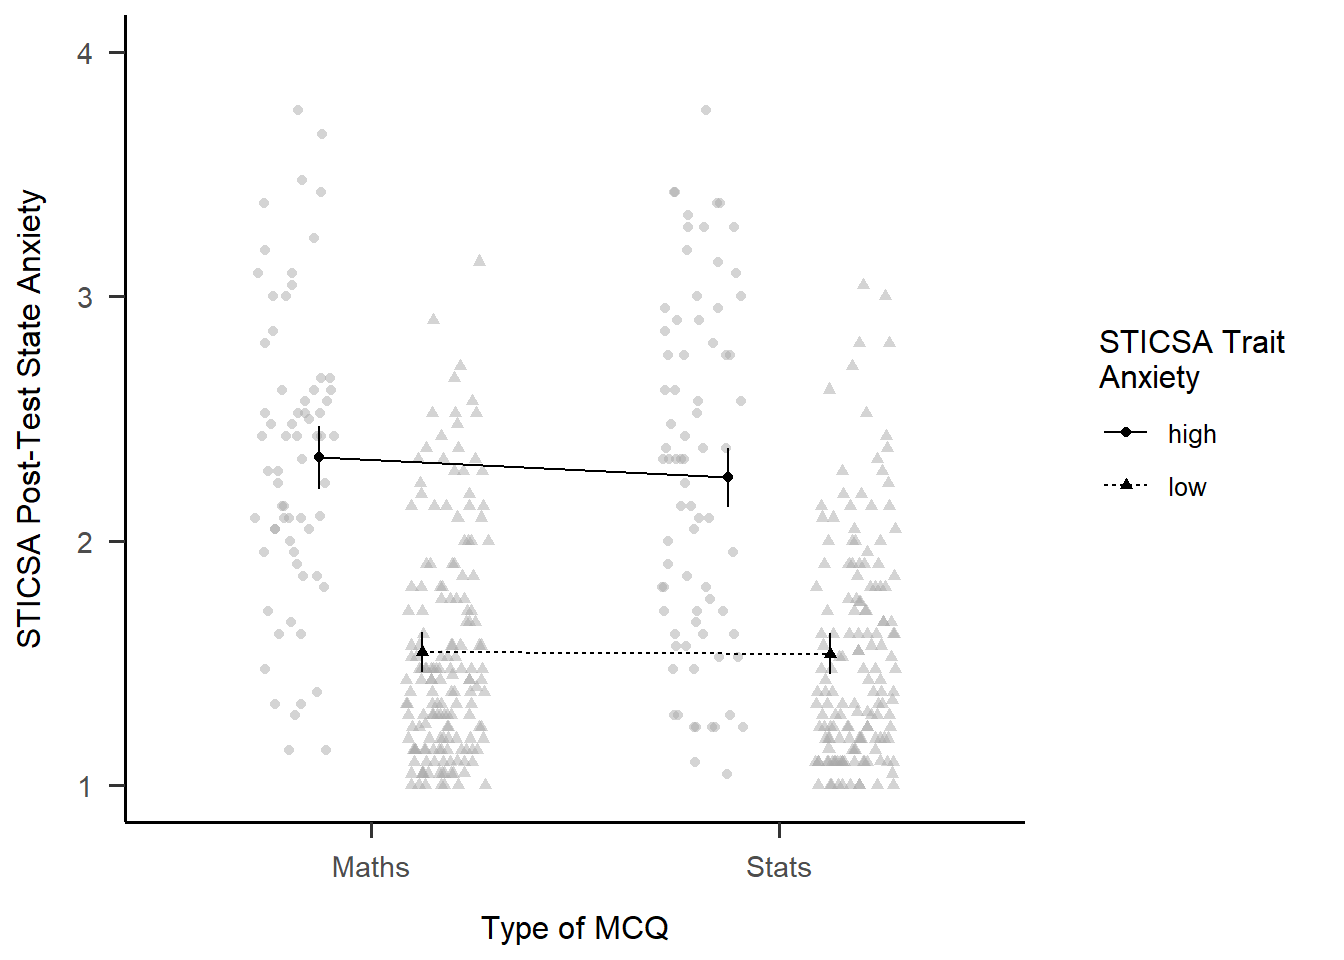 STICSA Post-Test State Anxiety
4
3
2
1
Maths
Stats
Type of MCQ
STICSA Trait
Anxiety
high
low